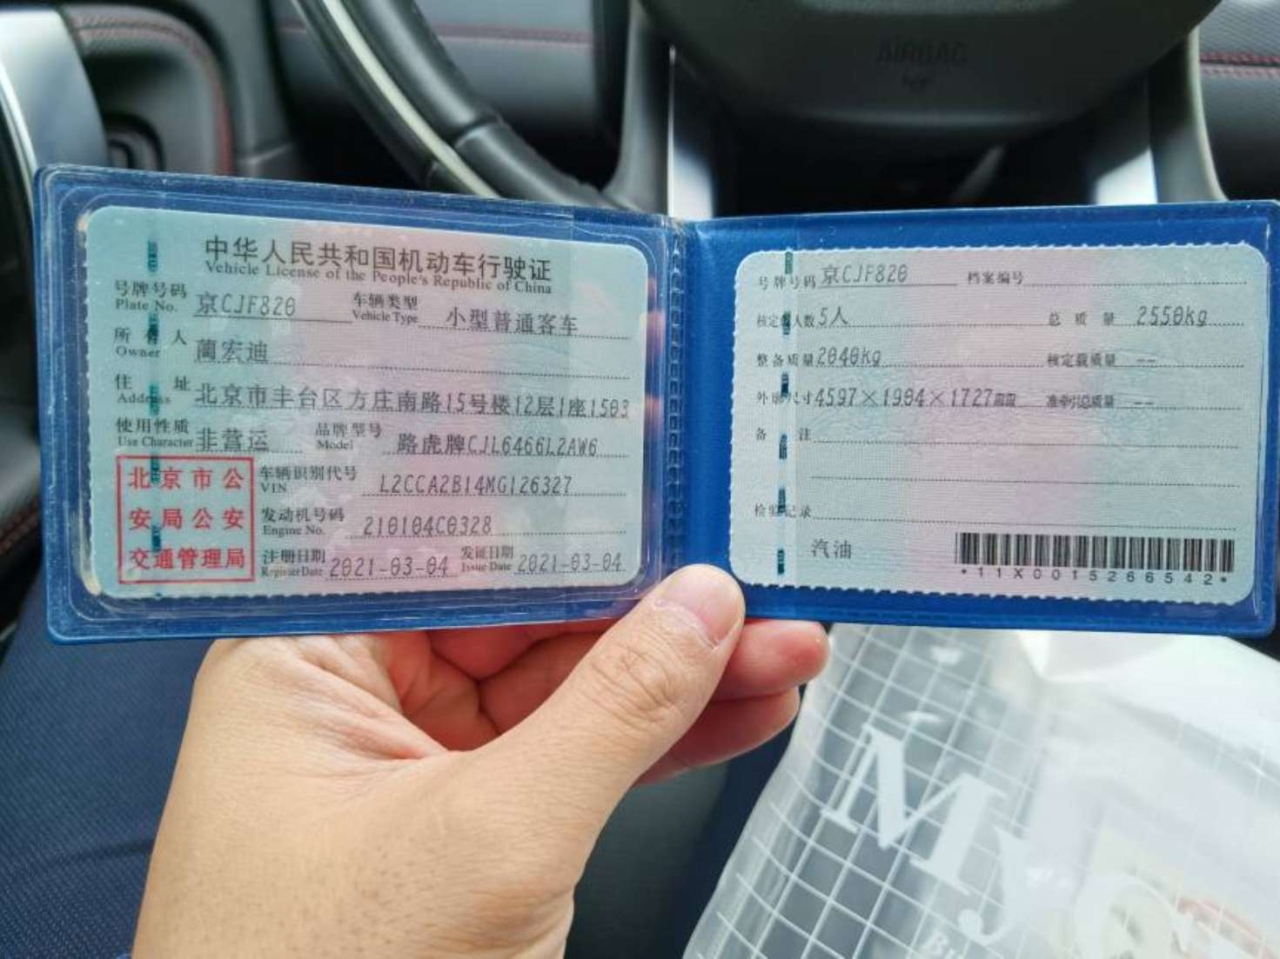 AIRBAG
中华人民共和国机动车行驶证
Vehicle License of the People's Republic of China
号牌号码 京CJF820 车辆类型 小型普通客车
Plate No. Vehicle Type
所有人 蔺宏迪
Owner
住址 北京市丰台区方庄南路15号楼12层1座1503
Address
使用性质 非营运 品牌型号 路虎牌CJL6466L2AW6
Use Character Model
北京市公
安局公安
交通管理局
车辆识别代号 L2CCA2B14MG126327
VIN
发动机号码 210104C0328
Engine No.
注册日期 2021-03-04 发证日期 2021-03-04
Register Date Issue Date
号牌号码 京CJF820 档案编号
核定载人数 5人 总质量 2550kg
整备质量 2040kg 核定载质量 --
外廓尺寸 4597×1904×1727mm 准牵引总质量 --
备注
检验记录
汽油
*11X0015266542*
My